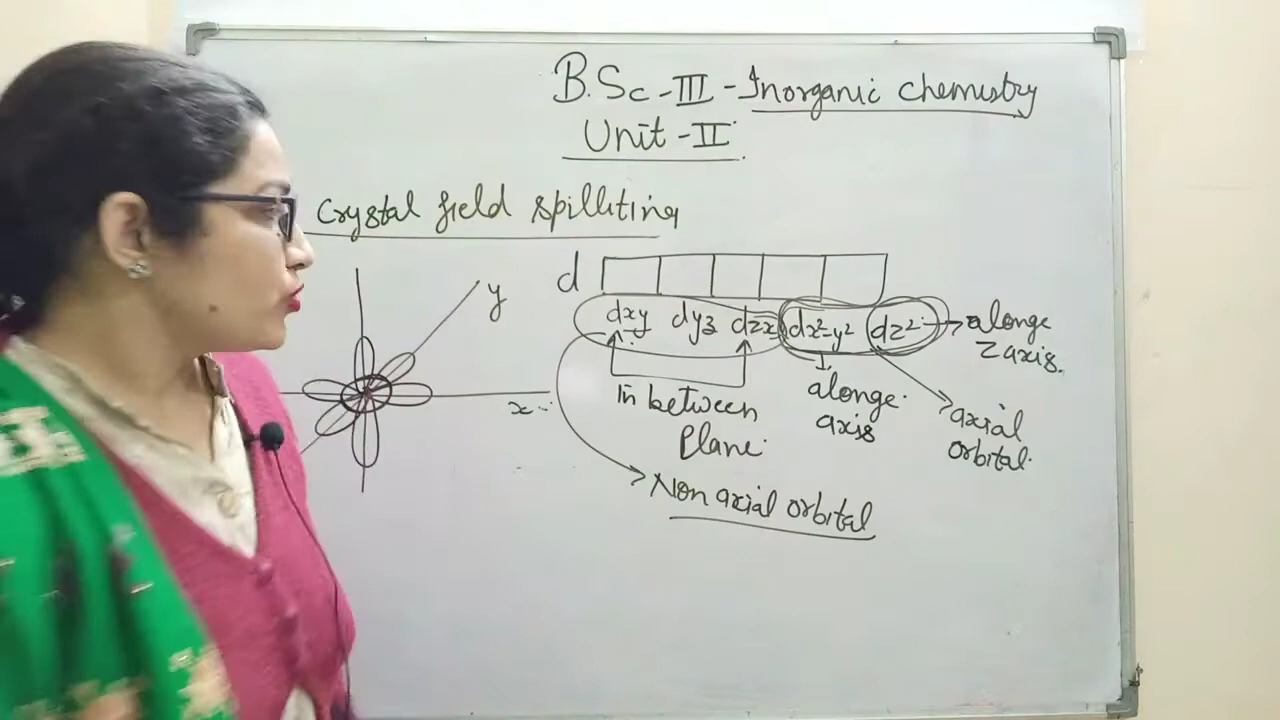 B.Sc-III-Inorganic chemistry
Unit-II
Crystal field spilliting
y
x
d
dxy dyz dzx dx²-y² dz²
alonge
Z axis.
In between
Plane
alonge
axis
axial
orbital
Non axial orbital